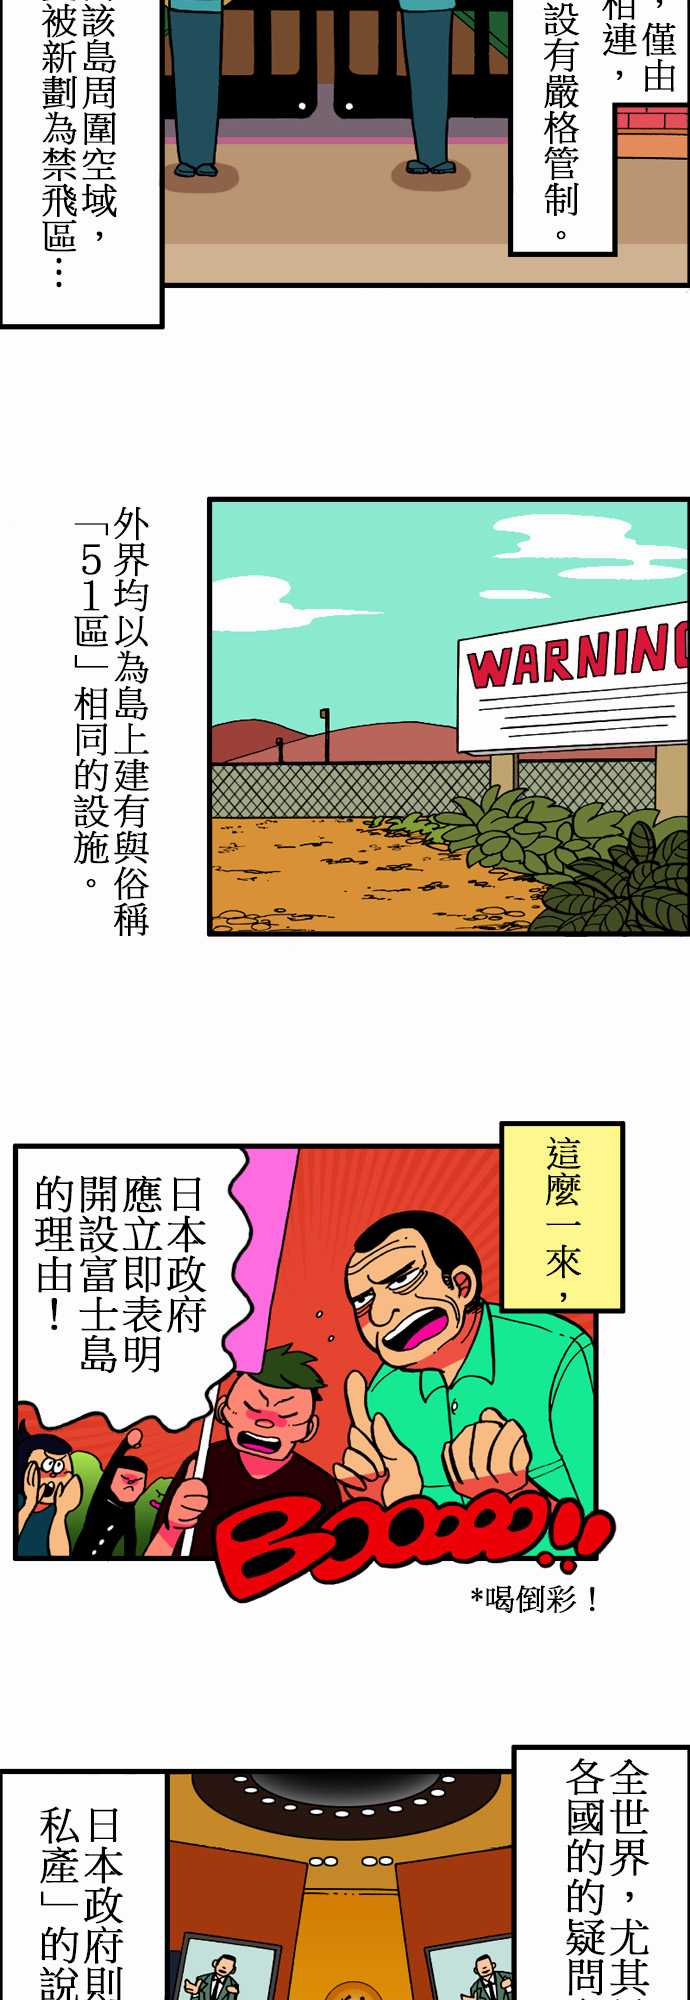 ，僅由
相連，
設有嚴格管制。
該島周圍空域，
被新劃為禁飛區…
WARNING
外界均以為島上建有與俗稱
「51區」相同的設施。
這麼一來，
日本政府
應立即表明
開設富士島
的理由！
BOOOOO!!
*喝倒彩！
全世界，尤其
各國的的疑問
日本政府則
私產」的說